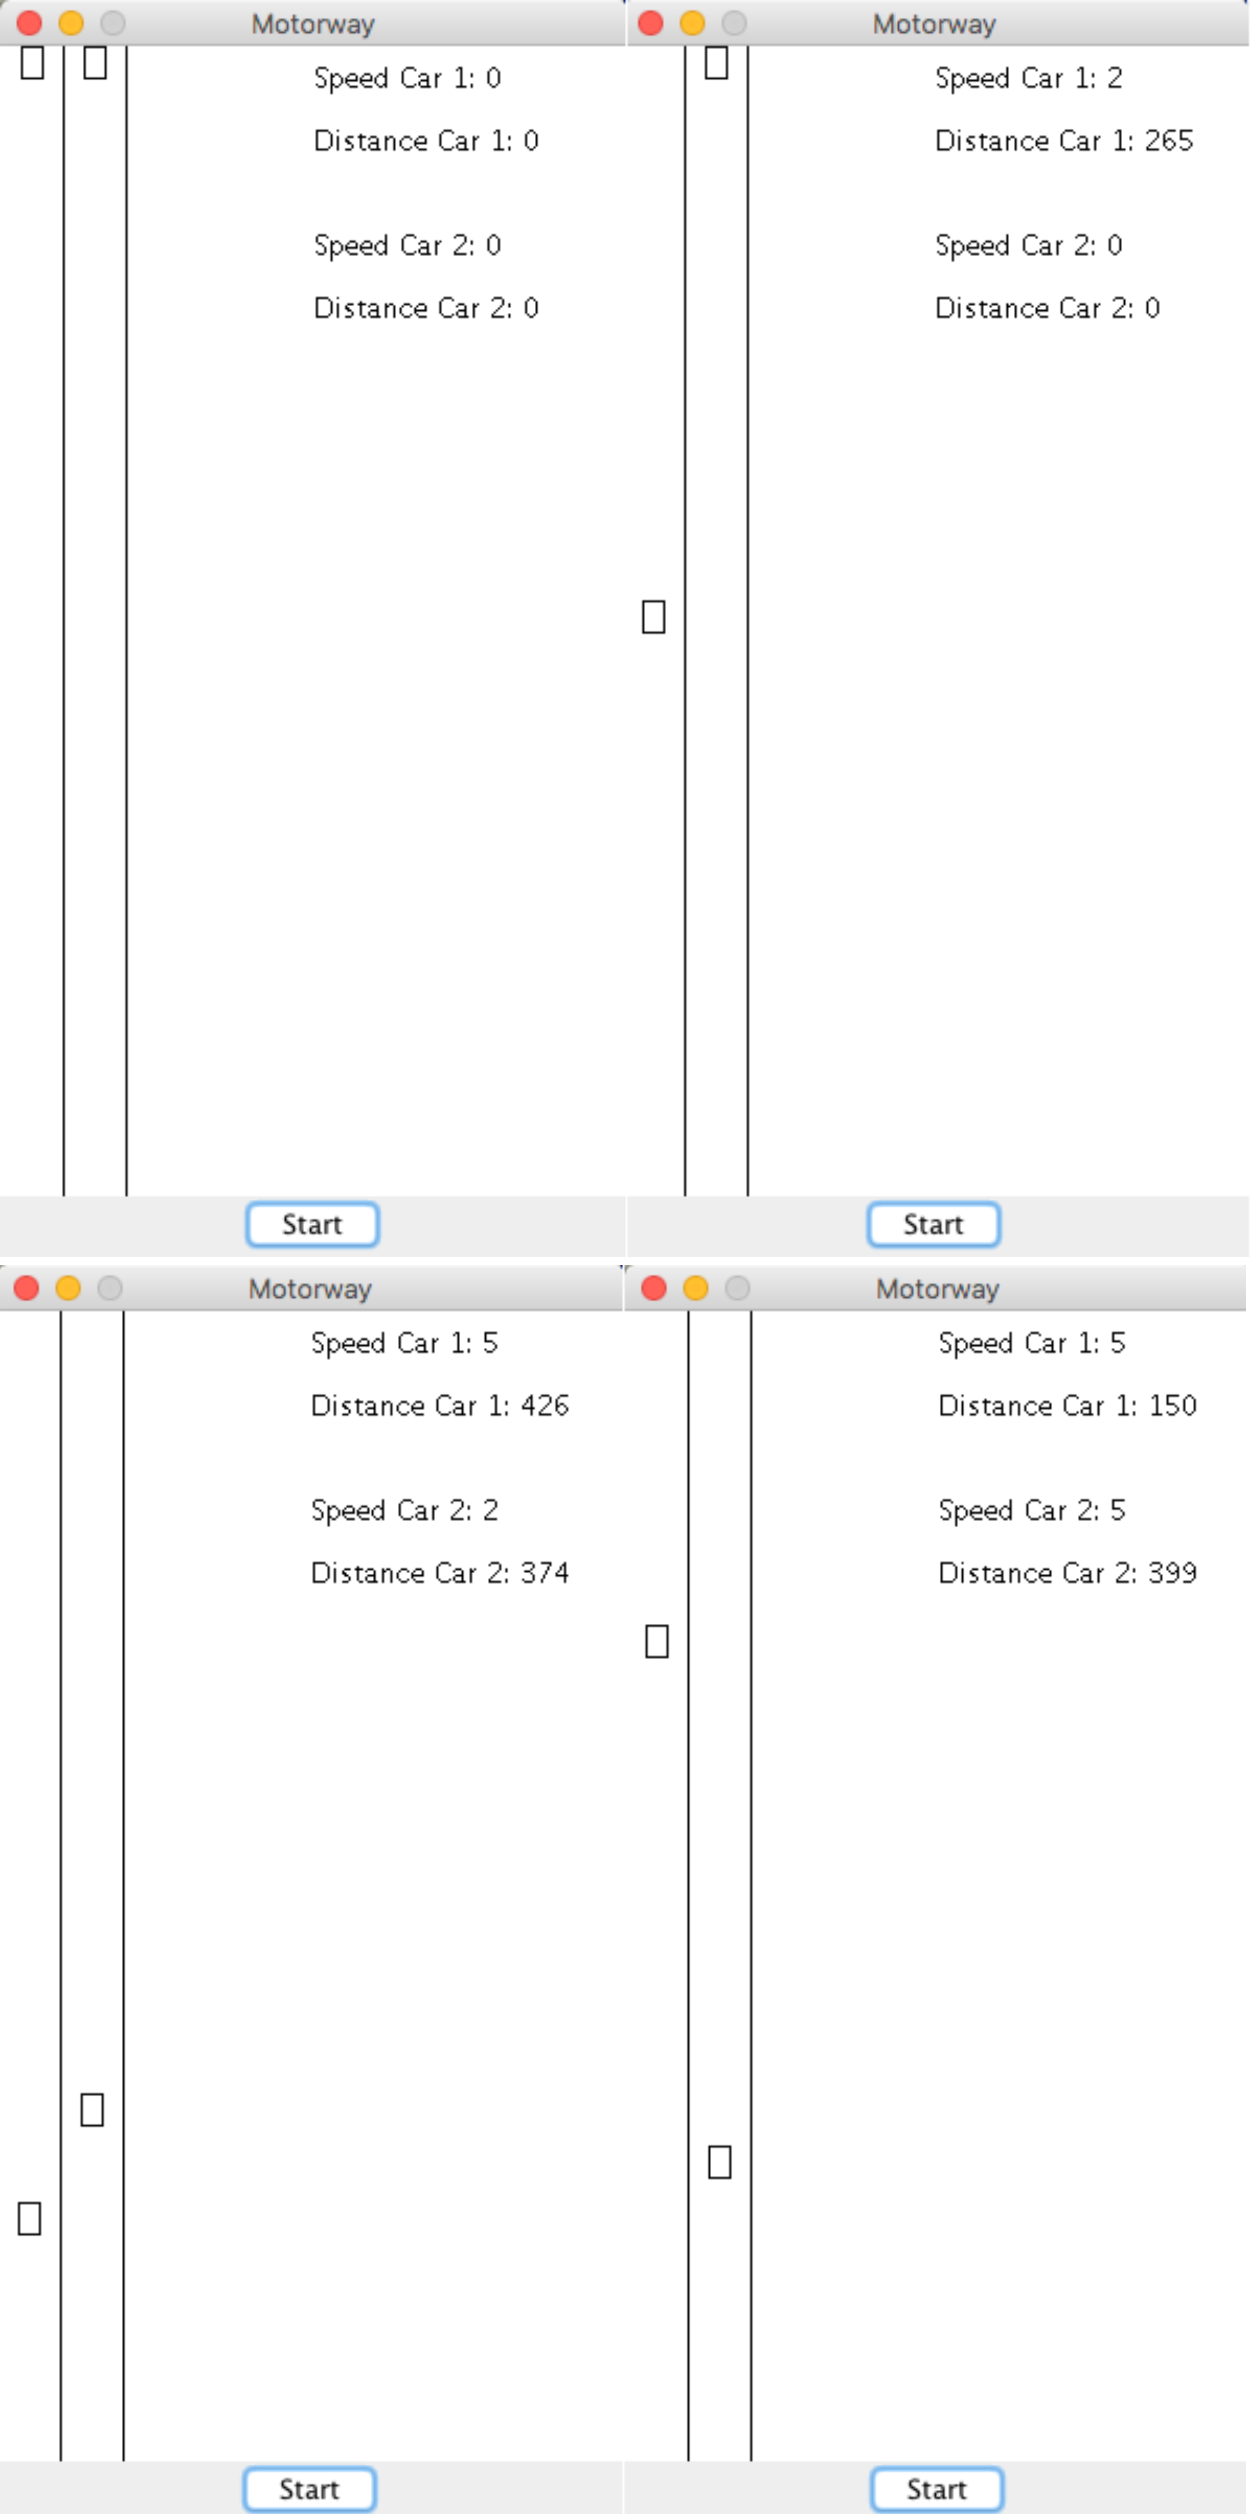 Motorway
Speed Car 1: 0
Distance Car 1: 0
Speed Car 2: 0
Distance Car 2: 0
Start
Motorway
Speed Car 1: 2
Distance Car 1: 265
Speed Car 2: 0
Distance Car 2: 0
Start
Motorway
Speed Car 1: 5
Distance Car 1: 426
Speed Car 2: 2
Distance Car 2: 374
Start
Motorway
Speed Car 1: 5
Distance Car 1: 150
Speed Car 2: 5
Distance Car 2: 399
Start